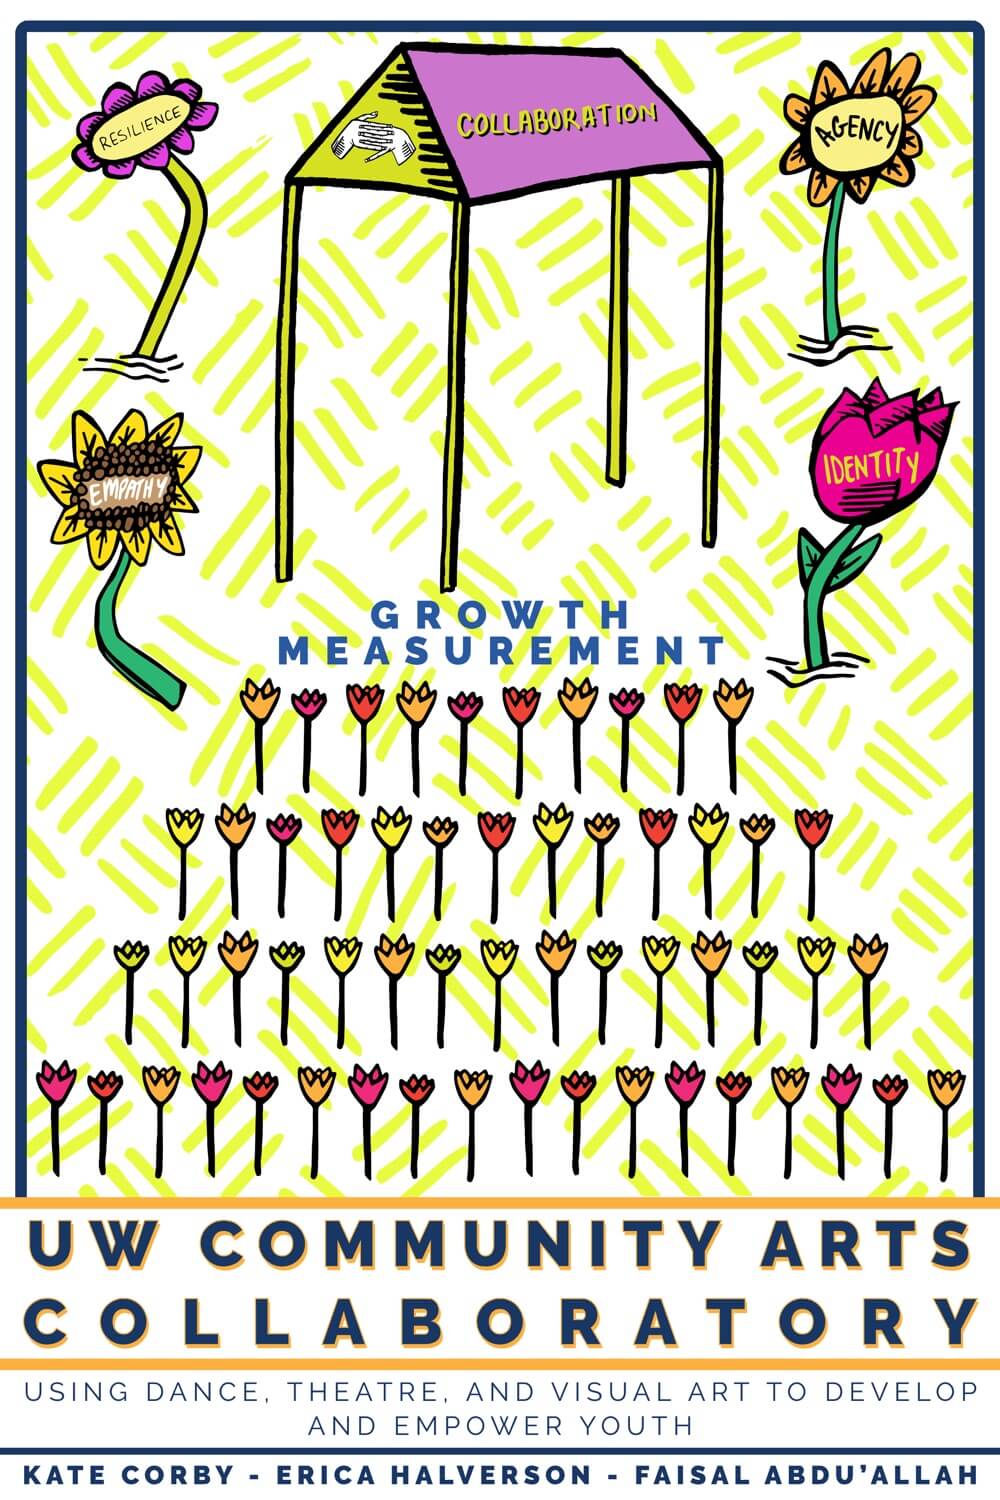 RESILIENCE
COLLABORATION
AGENCY
EMPATHY
IDENTITY
GROWTH
MEASUREMENT
UW COMMUNITY ARTS
COLLABORATORY
USING DANCE, THEATRE, AND VISUAL ART TO DEVELOP
AND EMPOWER YOUTH
KATE CORBY - ERICA HALVERSON - FAISAL ABDU'ALLAH